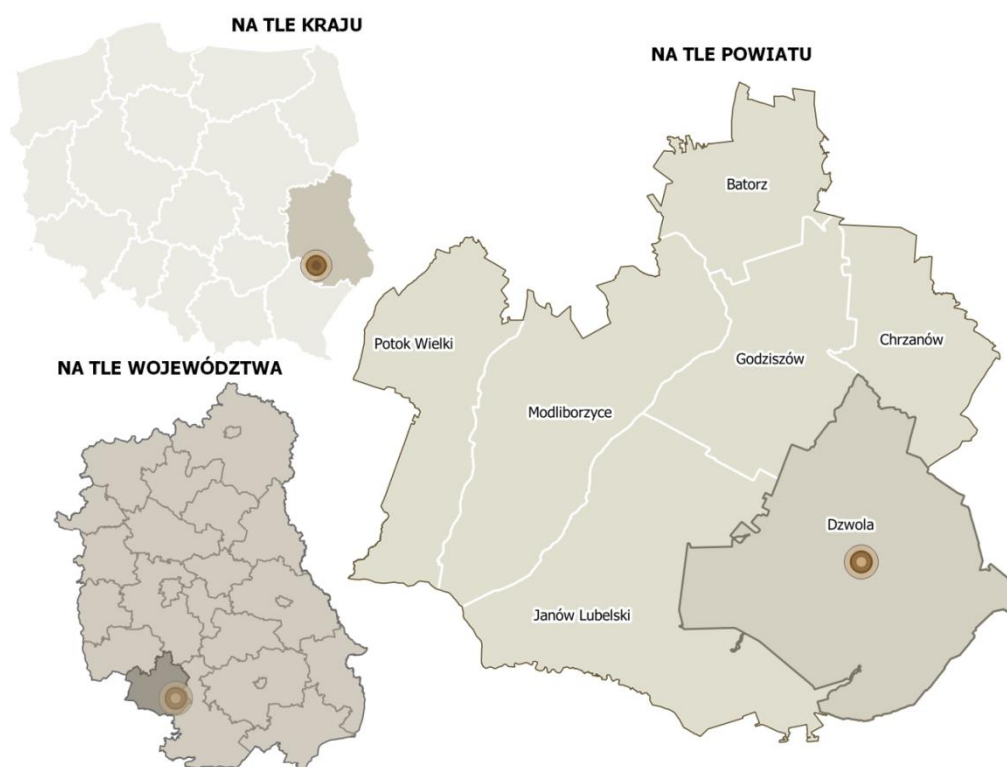 NA TLE KRAJU
NA TLE POWIATU
Batorz
Potok Wielki
Godziszów
Chrzanów
NA TLE WOJEWÓDZTWA
Modliborzyce
Dzwola
Janów Lubelski